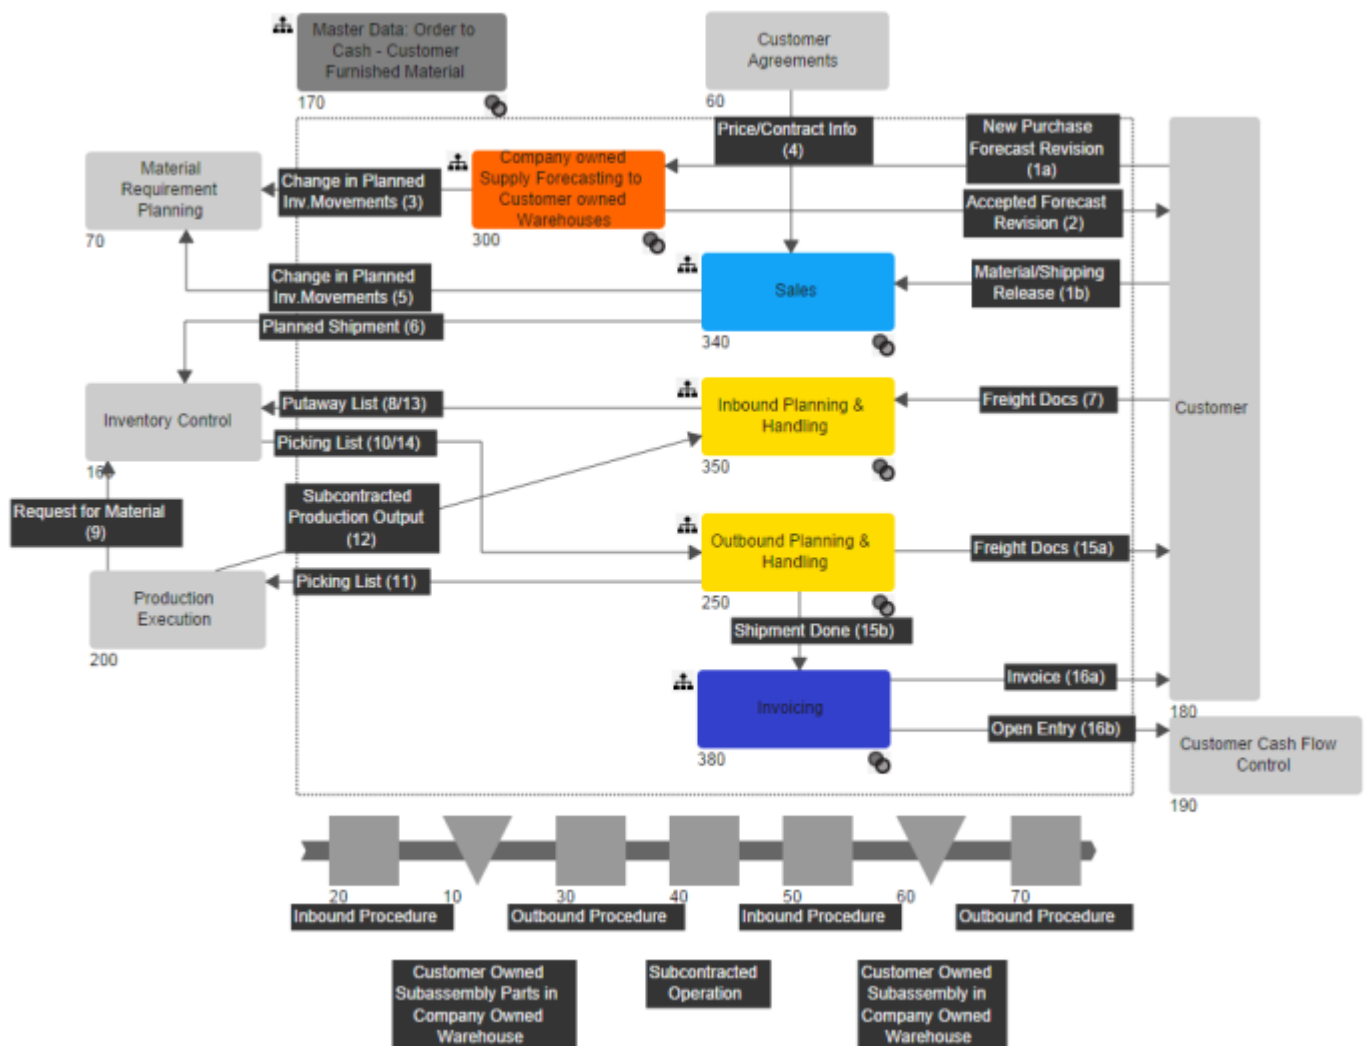 Master Data: Order to
Cash - Customer
Furnished Material
170
Customer
Agreements
60
Price/Contract Info
(4)
New Purchase
Forecast Revision
(1a)
Material
Requirement
Planning
70
Change in Planned
Inv.Movements (3)
Company owned
Supply Forecasting to
Customer owned
Warehouses
300
Accepted Forecast
Revision (2)
Change in Planned
Inv.Movements (5)
Sales
340
Material/Shipping
Release (1b)
Planned Shipment (6)
Inventory Control
Putaway List (8/13)
Inbound Planning &
Handling
350
Freight Docs (7)
Customer
180
Picking List (10/14)
Request for Material
(9)
Subcontracted
Production Output
(12)
Outbound Planning &
Handling
250
Freight Docs (15a)
Picking List (11)
Production
Execution
200
Shipment Done (15b)
Invoicing
380
Invoice (16a)
Open Entry (16b)
Customer Cash Flow
Control
190
20
10
30
40
50
60
70
Inbound Procedure
Outbound Procedure
Inbound Procedure
Outbound Procedure
Customer Owned
Subassembly Parts in
Company Owned
Warehouse
Subcontracted
Operation
Customer Owned
Subassembly in
Company Owned
Warehouse